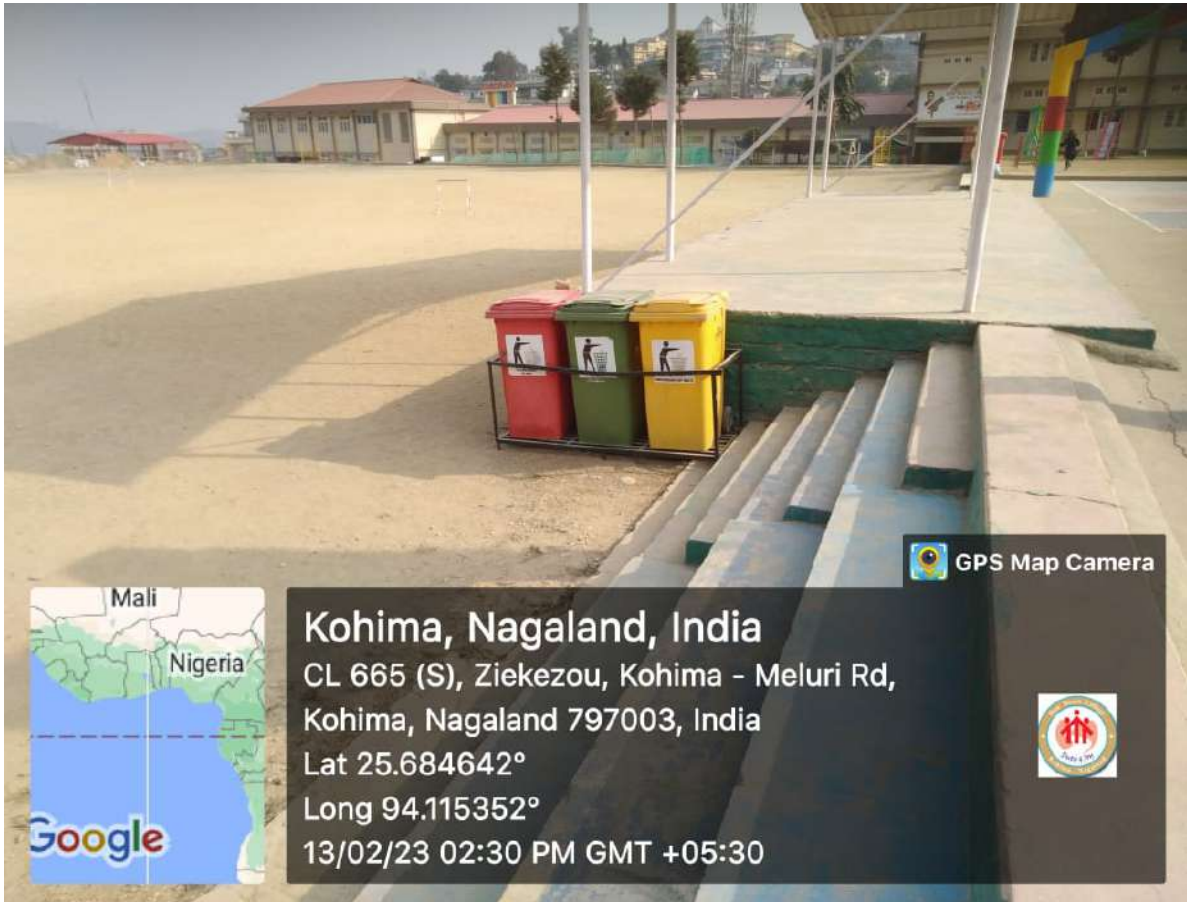 GPS Map Camera
Mali
Nigeria
Google
Kohima, Nagaland, India
CL 665 (S), Ziekezou, Kohima - Meluri Rd,
Kohima, Nagaland 797003, India
Lat 25.684642°
Long 94.115352°
13/02/23 02:30 PM GMT +05:30